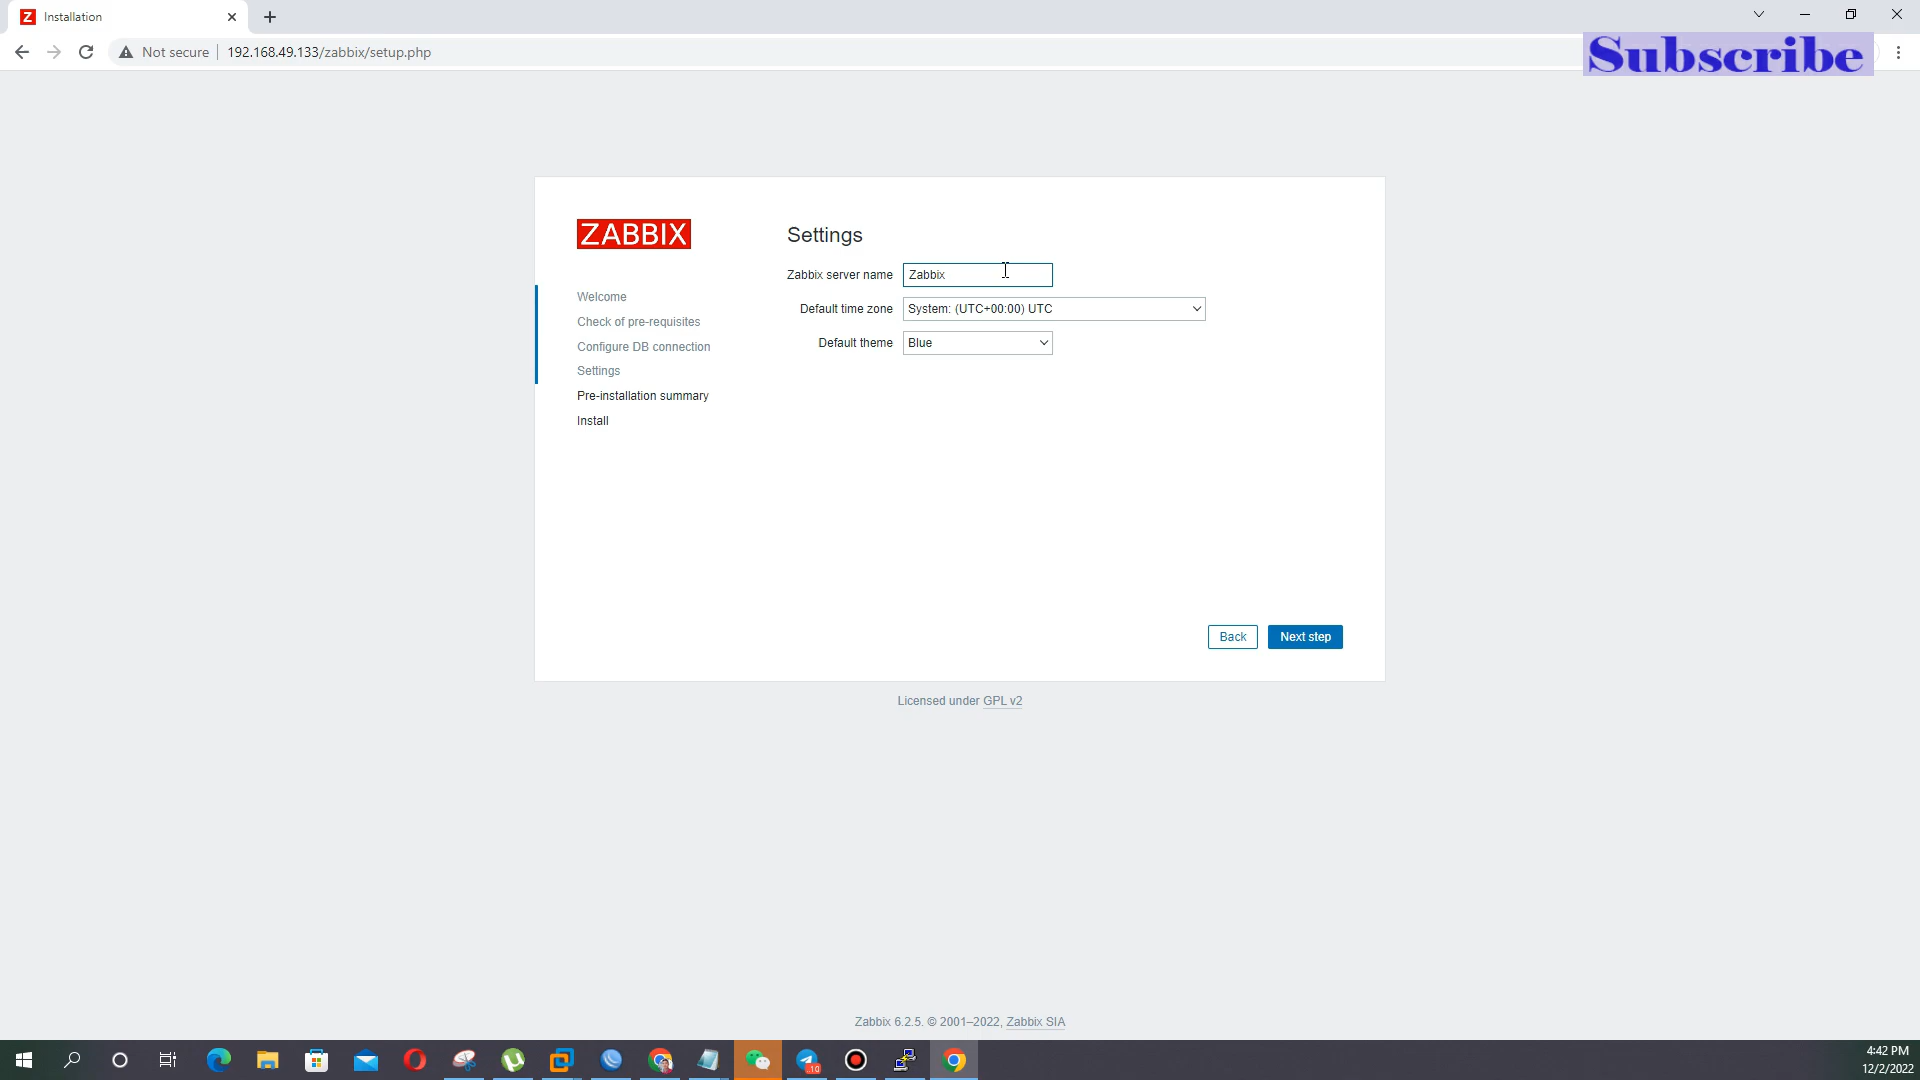 Installation
Not secure
192.168.49.133/zabbix/setup.php
Subscribe
ZABBIX
Welcome
Check of pre-requisites
Configure DB connection
Settings
Pre-installation summary
Install
Settings
Zabbix server name Zabbix
Default time zone System: (UTC+00:00) UTC
Default theme Blue
Back Next step
Licensed under GPL v2
Zabbix 6.2.5. © 2001–2022, Zabbix SIA
10
4:42 PM
12/2/2022